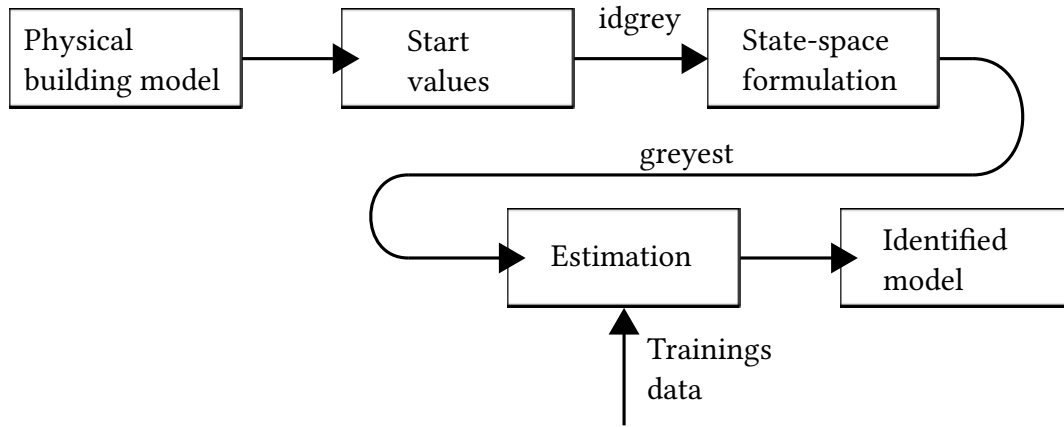 Physical
building model
Start
values
idgrey
State-space
formulation
greyest
Estimation
Identified
model
Trainings
data